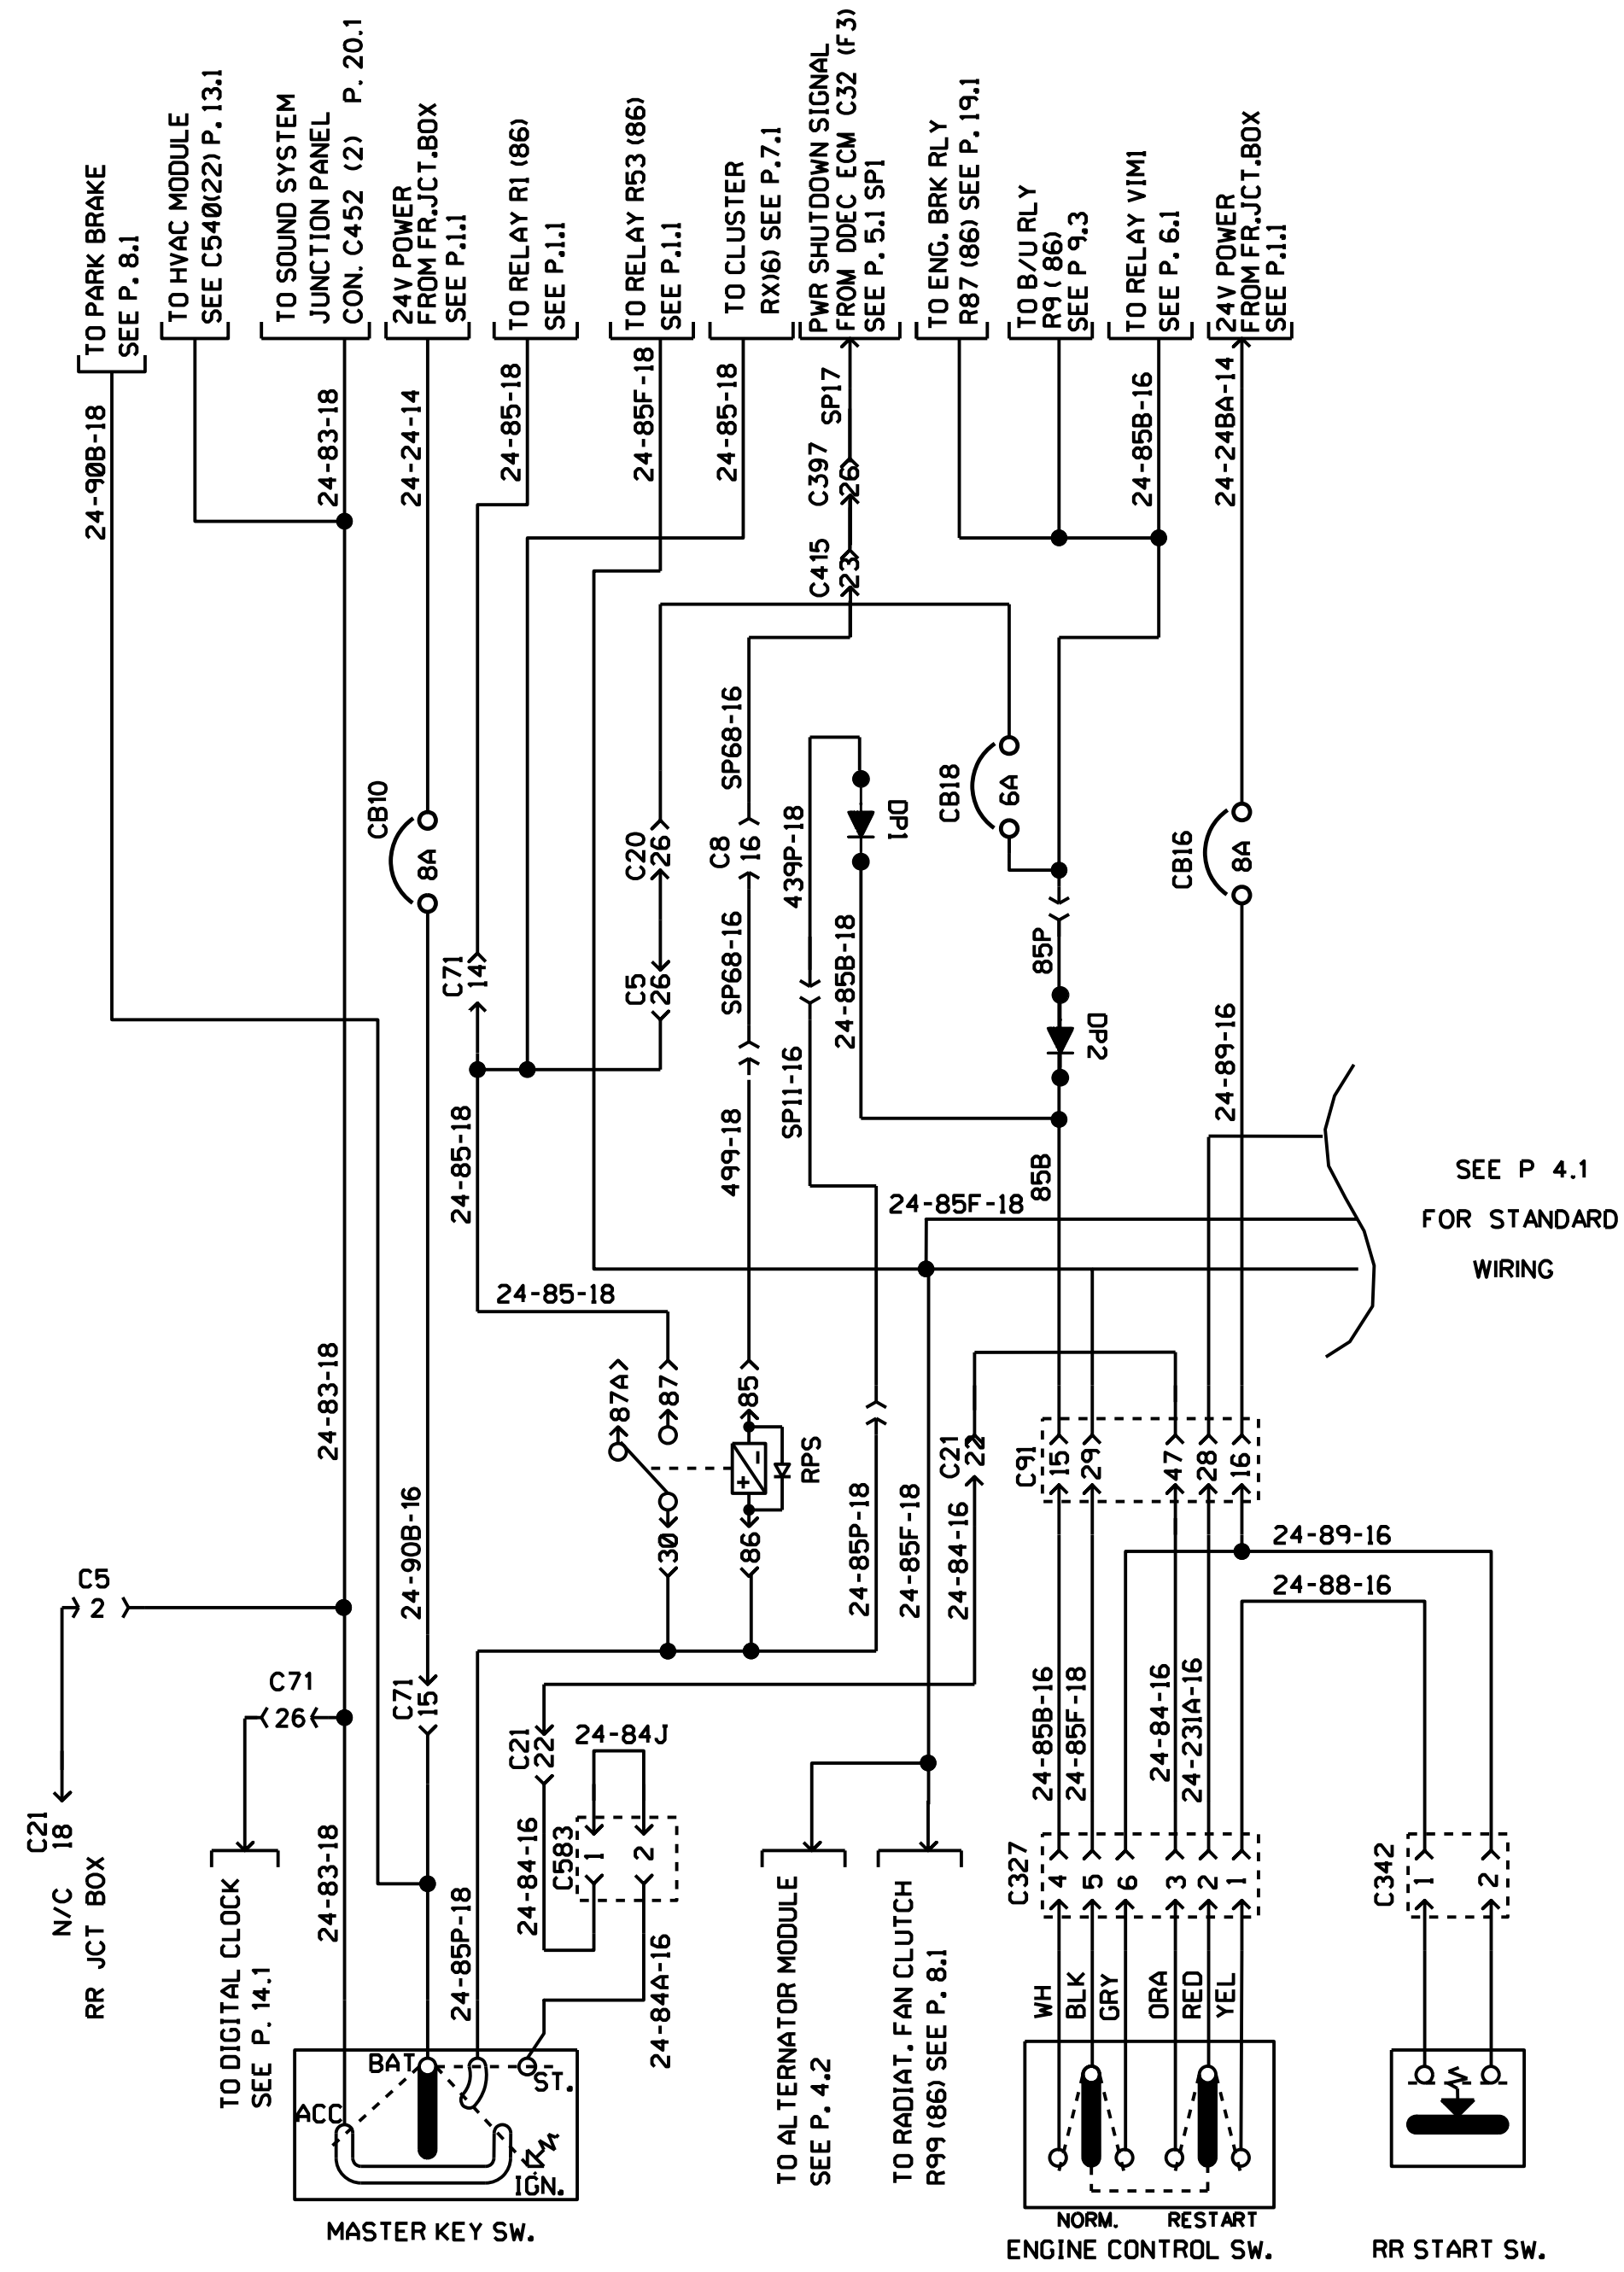 TO PARK BRAKE
SEE P. 8.1
TO HVAC MODULE
SEE C540(22) P. 13.1
TO SOUND SYSTEM
JUNCTION PANEL
CON. C452 (2) P. 20.1
24V POWER
FROM FR.JCT.BOX
SEE P.1.1
TO RELAY R1 (86)
SEE P.1.1
TO RELAY R53 (86)
SEE P.1.1
TO CLUSTER
RX(6) SEE P.7.1
PWR SHUTDOWN SIGNAL
FROM DDEC ECM C32 (F3)
SEE P. 5.1 SP1
TO ENG. BRK RLY
R87 (86) SEE P. 19.1
TO B/U RLY
R9 ( 86)
SEE P 9.3
TO RELAY VIM1
SEE P. 6.1
24V POWER
FROM FR.JCT.BOX
SEE P.1.1
24-90B-18
24-83-18
24-24-14
24-85-18
24-85F-18
24-85-18
SP17
C397
26
C415
23
24-85B-16
24-24BA-14
CB10
8A
C71
14
C20
26
C5
26
SP68-16
C8
16
SP68-16
439P-18
DP1
24-85B-18
CB18
6A
85P
DP2
CB16
8A
24-89-16
SP11-16
499-18
24-85-18
85B
24-85F-18
24-85-18
SEE P 4.1
FOR STANDARD
WIRING
24-83-18
87A
87
85
RPS
+
-
30
86
C21
22
C91
15
29
47
28
16
24-90B-16
24-85P-18
24-85F-18
24-84-16
24-89-16
24-88-16
C5
2
C71
26
C71
15
C21
18
N/C
RR JCT BOX
C21
22
24-84J
24-84-16
C583
1
2
24-85B-16
24-85F-18
24-84-16
24-231A-16
24-83-18
24-85P-18
24-84A-16
C327
4
5
6
3
2
1
C342
1
2
TO DIGITAL CLOCK
SEE P. 14.1
TO ALTERNATOR MODULE
SEE P. 4.2
TO RADIAT. FAN CLUTCH
R99 (86) SEE P. 8.1
WH
BLK
GRY
ORA
RED
YEL
BAT
ST.
ACC
IGN.
MASTER KEY SW.
NORM.
RESTART
ENGINE CONTROL SW.
RR START SW.